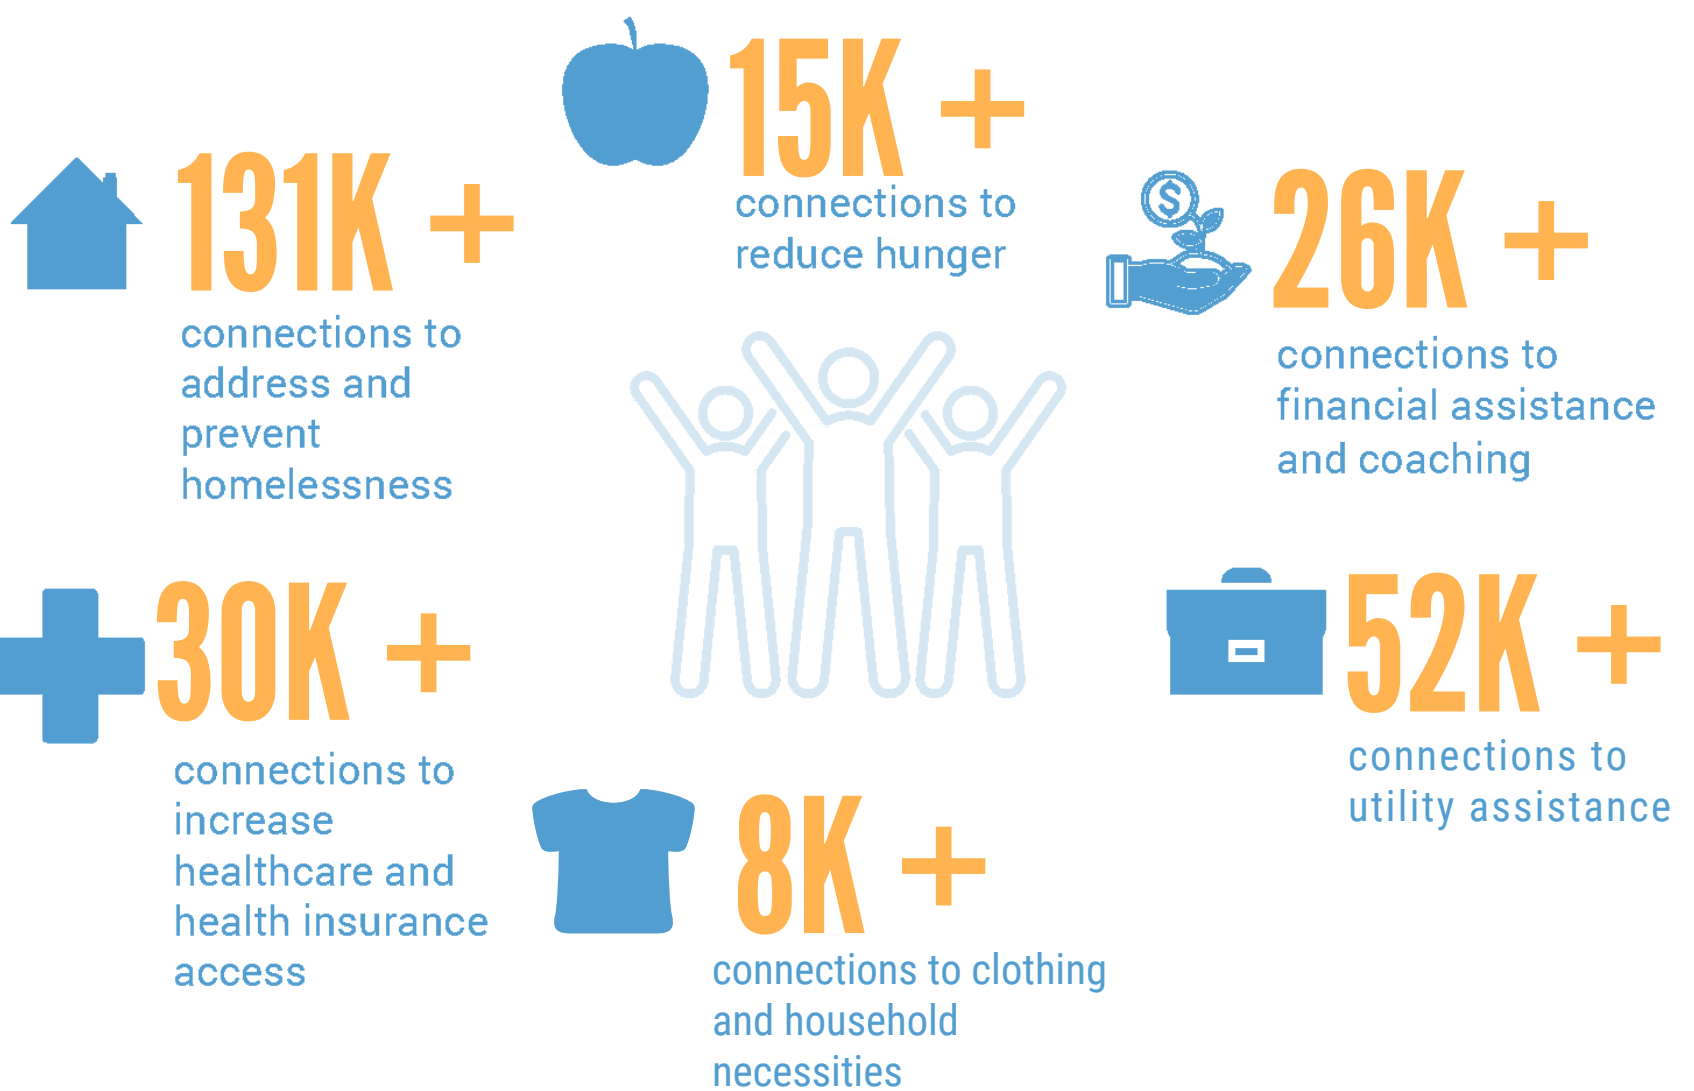 15K +
connections to
reduce hunger
131K +
connections to
address and
prevent
homelessness
$
26K +
connections to
financial assistance
and coaching
30K +
connections to
increase
healthcare and
health insurance
access
52K +
connections to
utility assistance
8K +
connections to clothing
and household
necessities